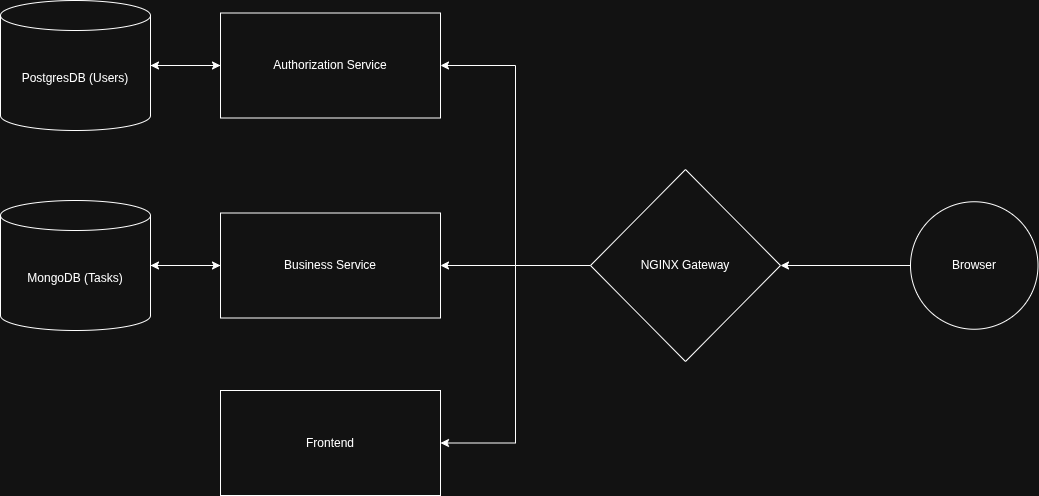 PostgresDB (Users)
Authorization Service
MongoDB (Tasks)
Business Service
NGINX Gateway
Browser
Frontend